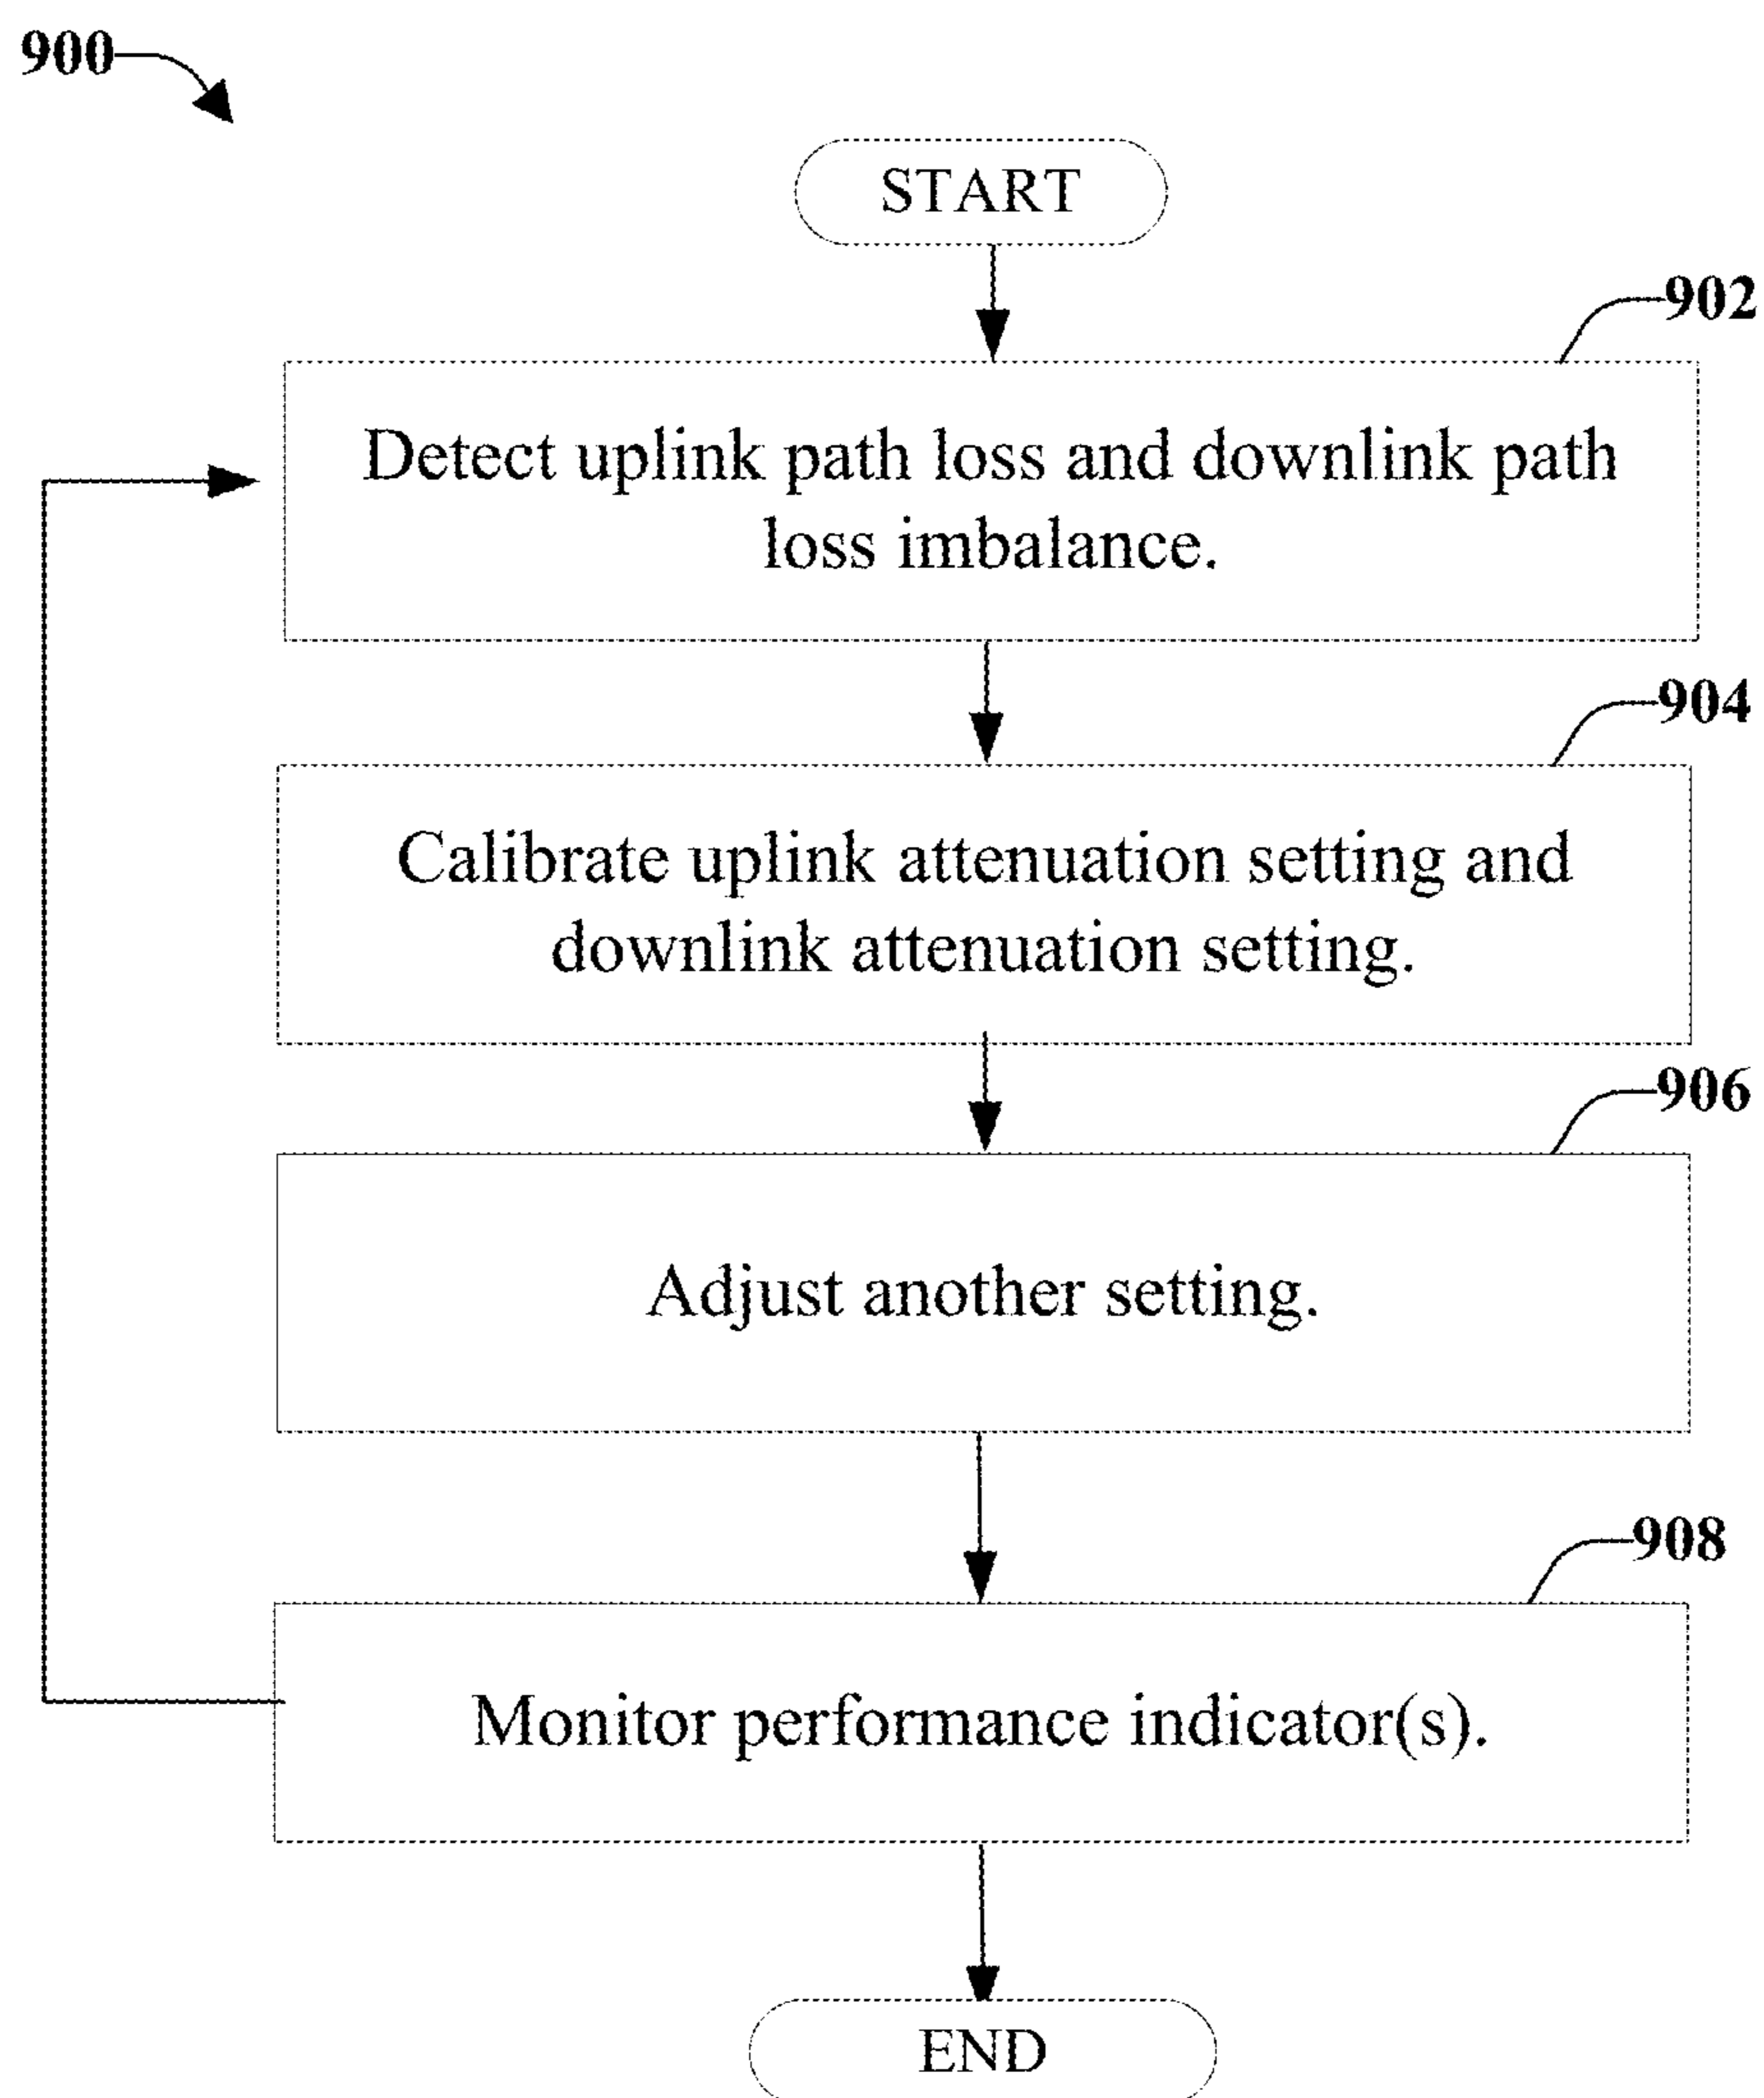 900
START
902
Detect uplink path loss and downlink path
loss imbalance.
904
Calibrate uplink attenuation setting and
downlink attenuation setting.
906
Adjust another setting.
908
Monitor performance indicator(s).
END